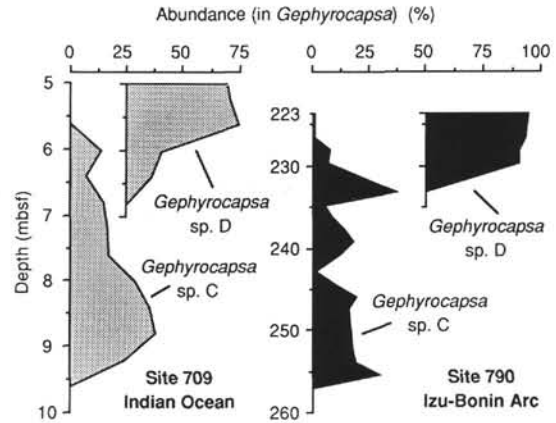 Abundance (in Gephyrocapsa) (%)
0 25 50 75
0 25 50 75 100
Depth (mbsf)
5
6
7
8
9
10
Gephyrocapsa
sp. D
Gephyrocapsa
sp. C
Site 709
Indian Ocean
223
230
240
250
260
Gephyrocapsa
sp. D
Gephyrocapsa
sp. C
Site 790
Izu-Bonin Arc